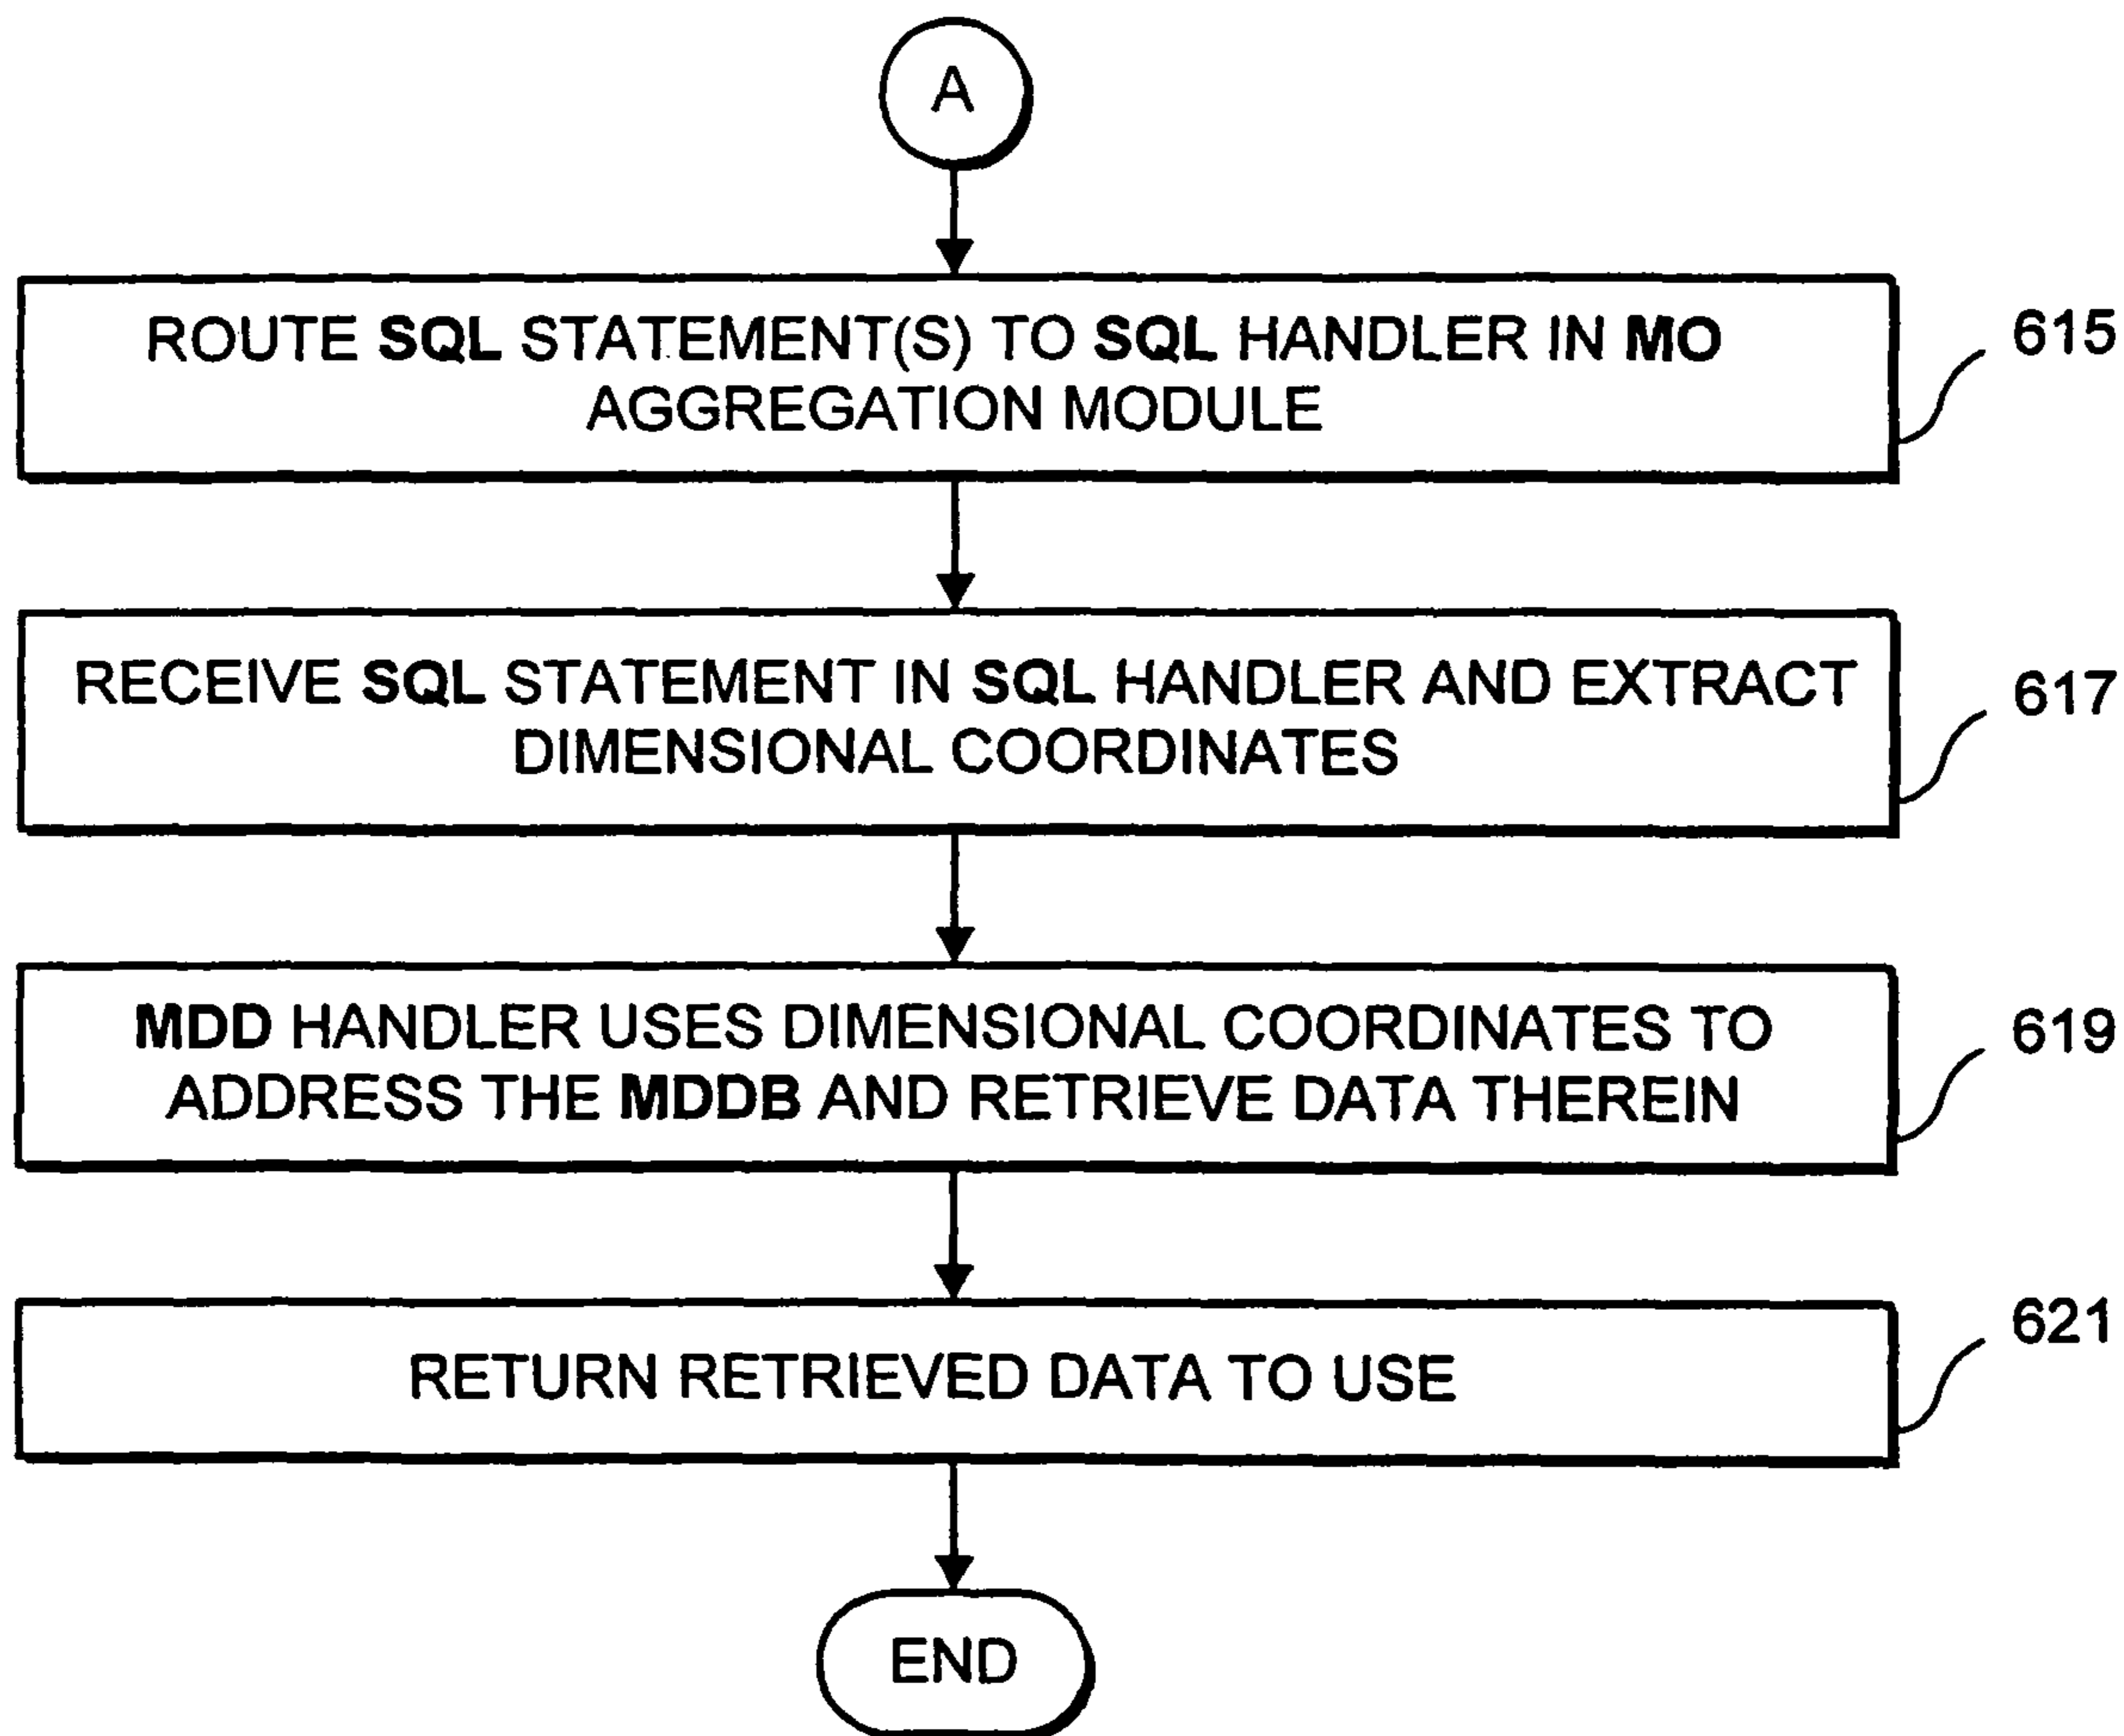 A
ROUTE SQL STATEMENT(S) TO SQL HANDLER IN MO
AGGREGATION MODULE
615
RECEIVE SQL STATEMENT IN SQL HANDLER AND EXTRACT
DIMENSIONAL COORDINATES
617
MDD HANDLER USES DIMENSIONAL COORDINATES TO
ADDRESS THE MDDB AND RETRIEVE DATA THEREIN
619
RETURN RETRIEVED DATA TO USE
621
END